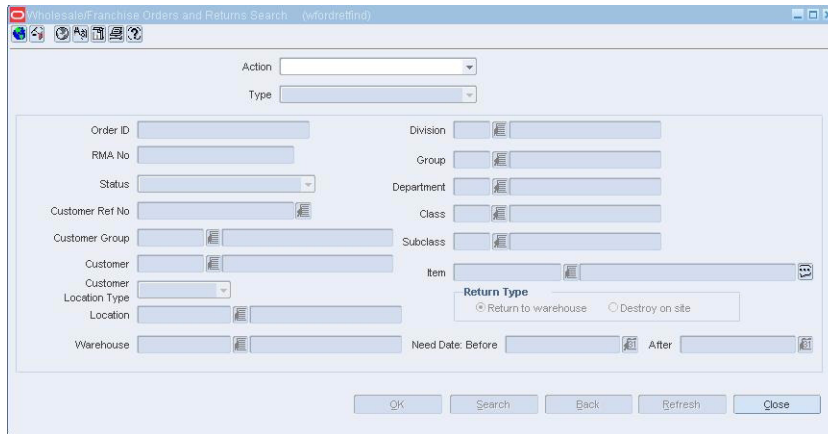 Wholesale/Franchise Orders and Returns Search (wfordretfind)
Action
Type
Order ID
RMA No
Status
Customer Ref No
Customer Group
Customer
Customer
Location Type
Location
Warehouse
Division
Group
Department
Class
Subclass
Item
Return Type
Return to warehouse Destroy on site
Need Date: Before After
OK Search Back Refresh Close